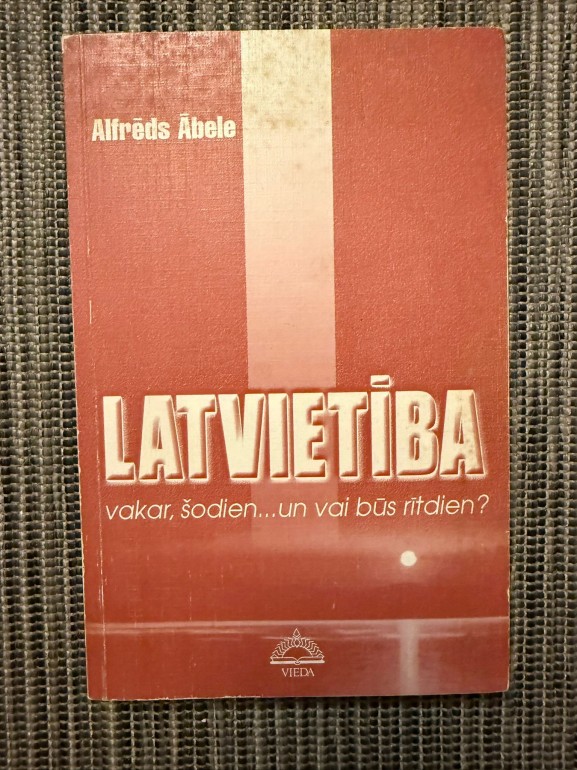 Alfrēds Ābele
LATVIETĪBA
vakar, šodien...un vai būs rītdien?
VIEDA